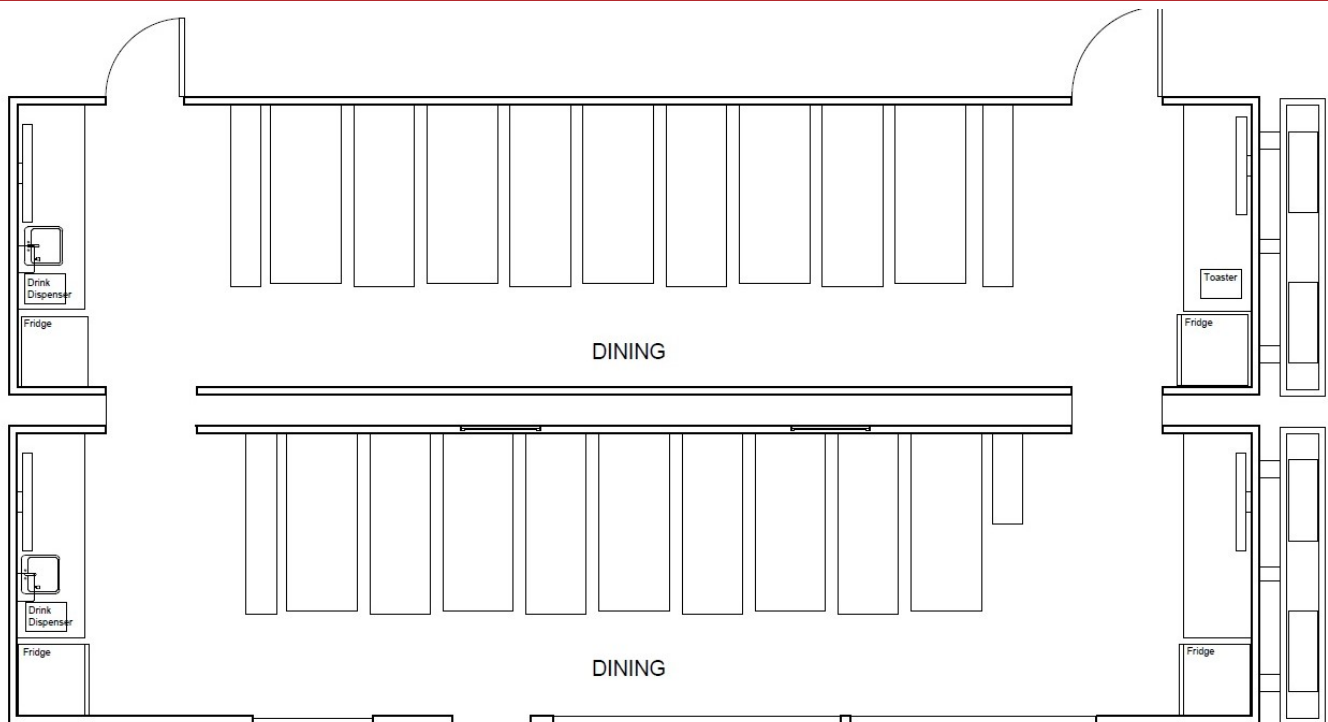 Drink
Dispenser
Fridge
Toaster
Fridge
DINING
Drink
Dispenser
Fridge
Fridge
DINING